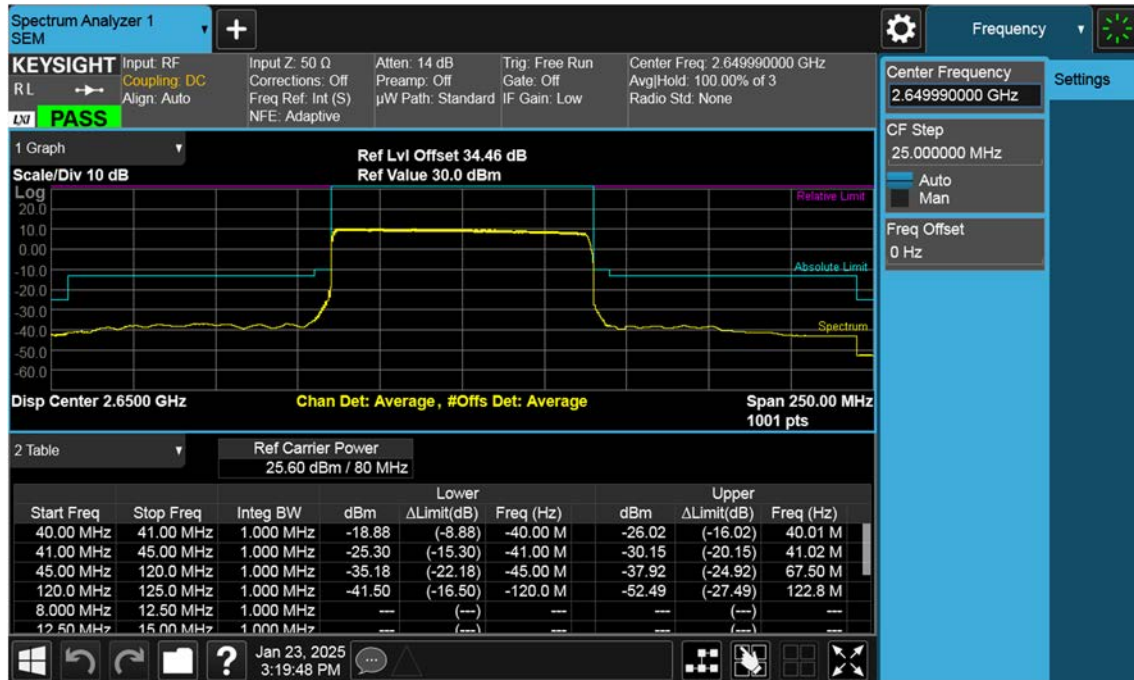 Spectrum Analyzer 1
SEM
+
Frequency
KEYSIGHT
R L
LXI PASS
Input: RF
Coupling: DC
Align: Auto
Input Z: 50 Ω
Corrections: Off
Freq Ref: Int (S)
NFE: Adaptive
Atten: 14 dB
Preamp: Off
µW Path: Standard
Trig: Free Run
Gate: Off
IF Gain: Low
Center Freq: 2.649990000 GHz
Avg|Hold: 100.00% of 3
Radio Std: None
Center Frequency
2.649990000 GHz
Settings
CF Step
25.000000 MHz
Auto
Man
Freq Offset
0 Hz
1 Graph
Scale/Div 10 dB
Ref Lvl Offset 34.46 dB
Ref Value 30.0 dBm
Log
20.0
10.0
0.00
-10.0
-20.0
-30.0
-40.0
-50.0
-60.0
Relative Limit
Absolute Limit
Spectrum
Disp Center 2.6500 GHz
Chan Det: Average , #Offs Det: Average
Span 250.00 MHz
1001 pts
2 Table
Ref Carrier Power
25.60 dBm / 80 MHz
Lower Upper
Start Freq Stop Freq Integ BW dBm ΔLimit(dB) Freq (Hz) dBm ΔLimit(dB) Freq (Hz)
40.00 MHz 41.00 MHz 1.000 MHz -18.88 (-8.88) -40.00 M -26.02 (-16.02) 40.01 M
41.00 MHz 45.00 MHz 1.000 MHz -25.30 (-15.30) -41.00 M -30.15 (-20.15) 41.02 M
45.00 MHz 120.0 MHz 1.000 MHz -35.18 (-22.18) -45.00 M -37.92 (-24.92) 67.50 M
120.0 MHz 125.0 MHz 1.000 MHz -41.50 (-16.50) -120.0 M -52.49 (-27.49) 122.8 M
8.000 MHz 12.50 MHz 1.000 MHz --- (---) --- --- (---) ---
12.50 MHz 15.00 MHz 1.000 MHz --- (---) --- --- (---) ---
?
Jan 23, 2025
3:19:48 PM